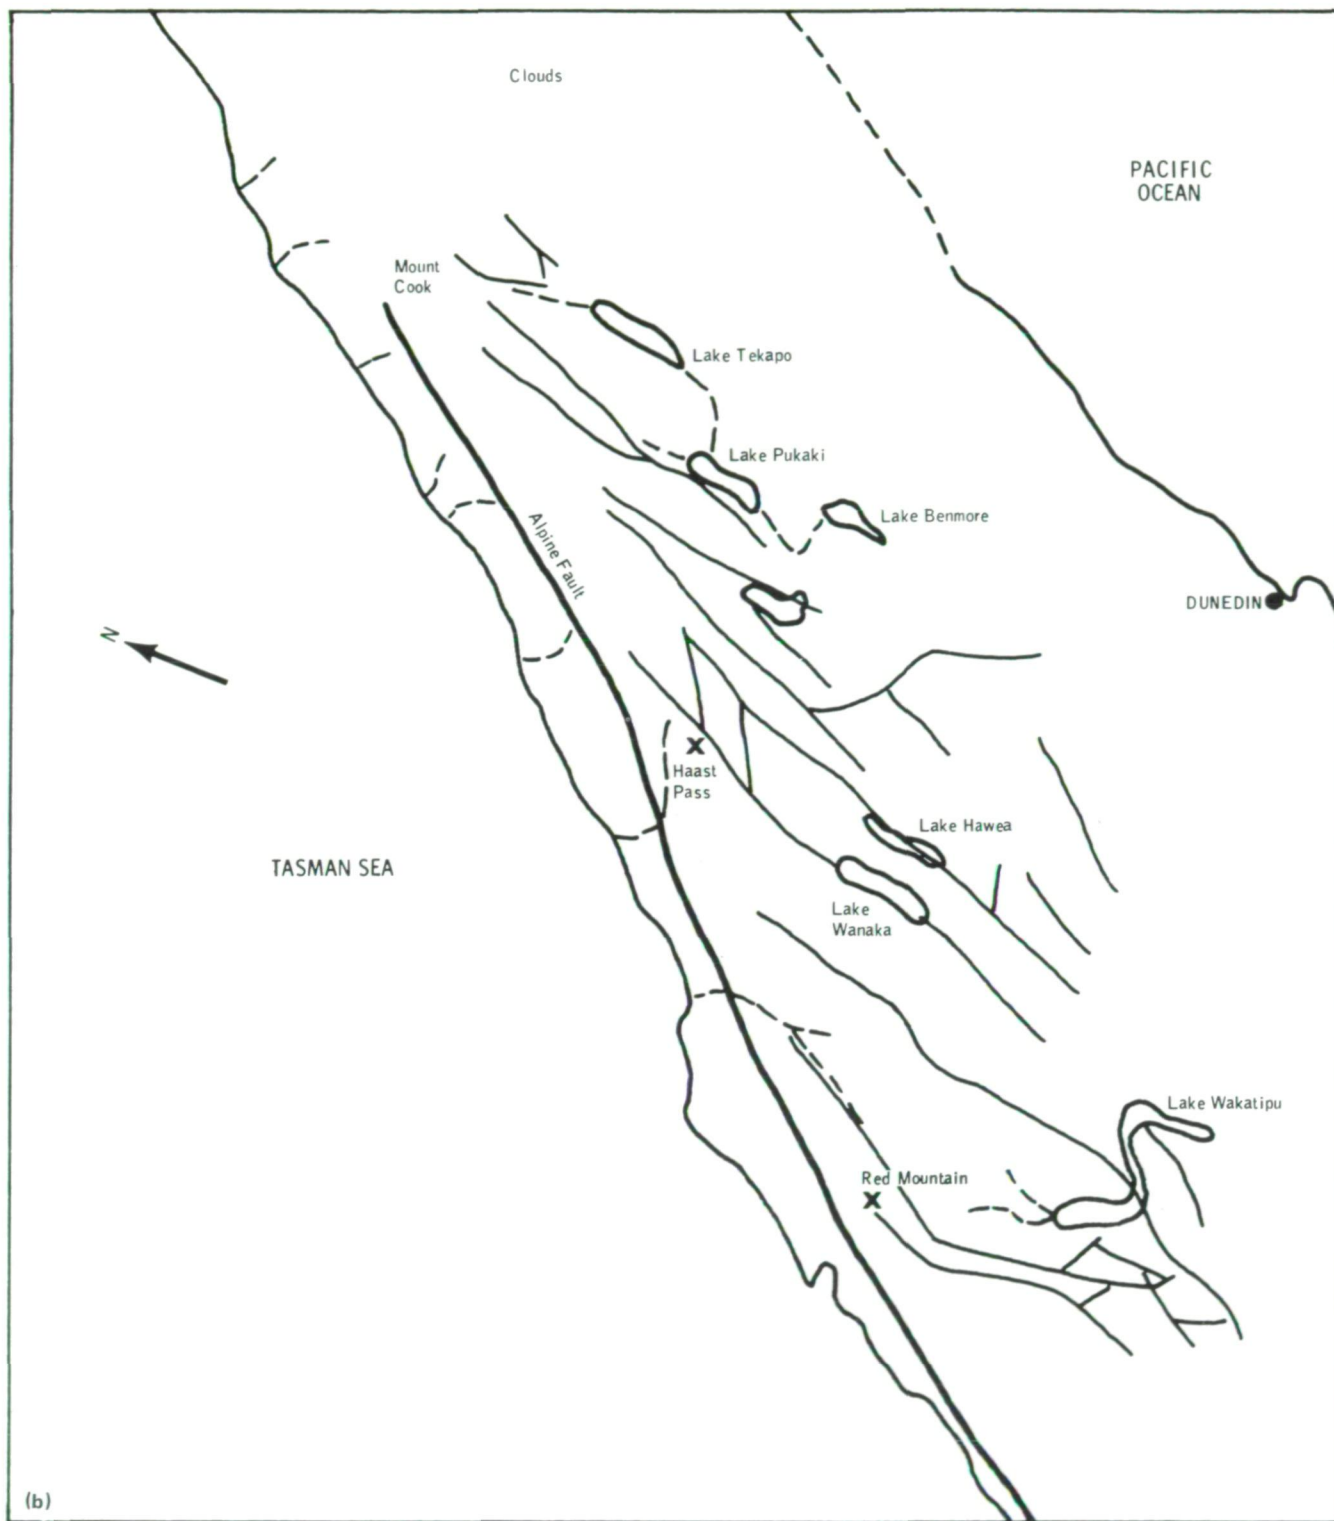 Clouds
PACIFIC
OCEAN
Mount
Cook
Lake Tekapo
Lake Pukaki
Lake Benmore
Alpine Fault
DUNEDIN
N
Haast
Pass
Lake Hawea
TASMAN SEA
Lake
Wanaka
Lake Wakatipu
Red Mountain
(b)